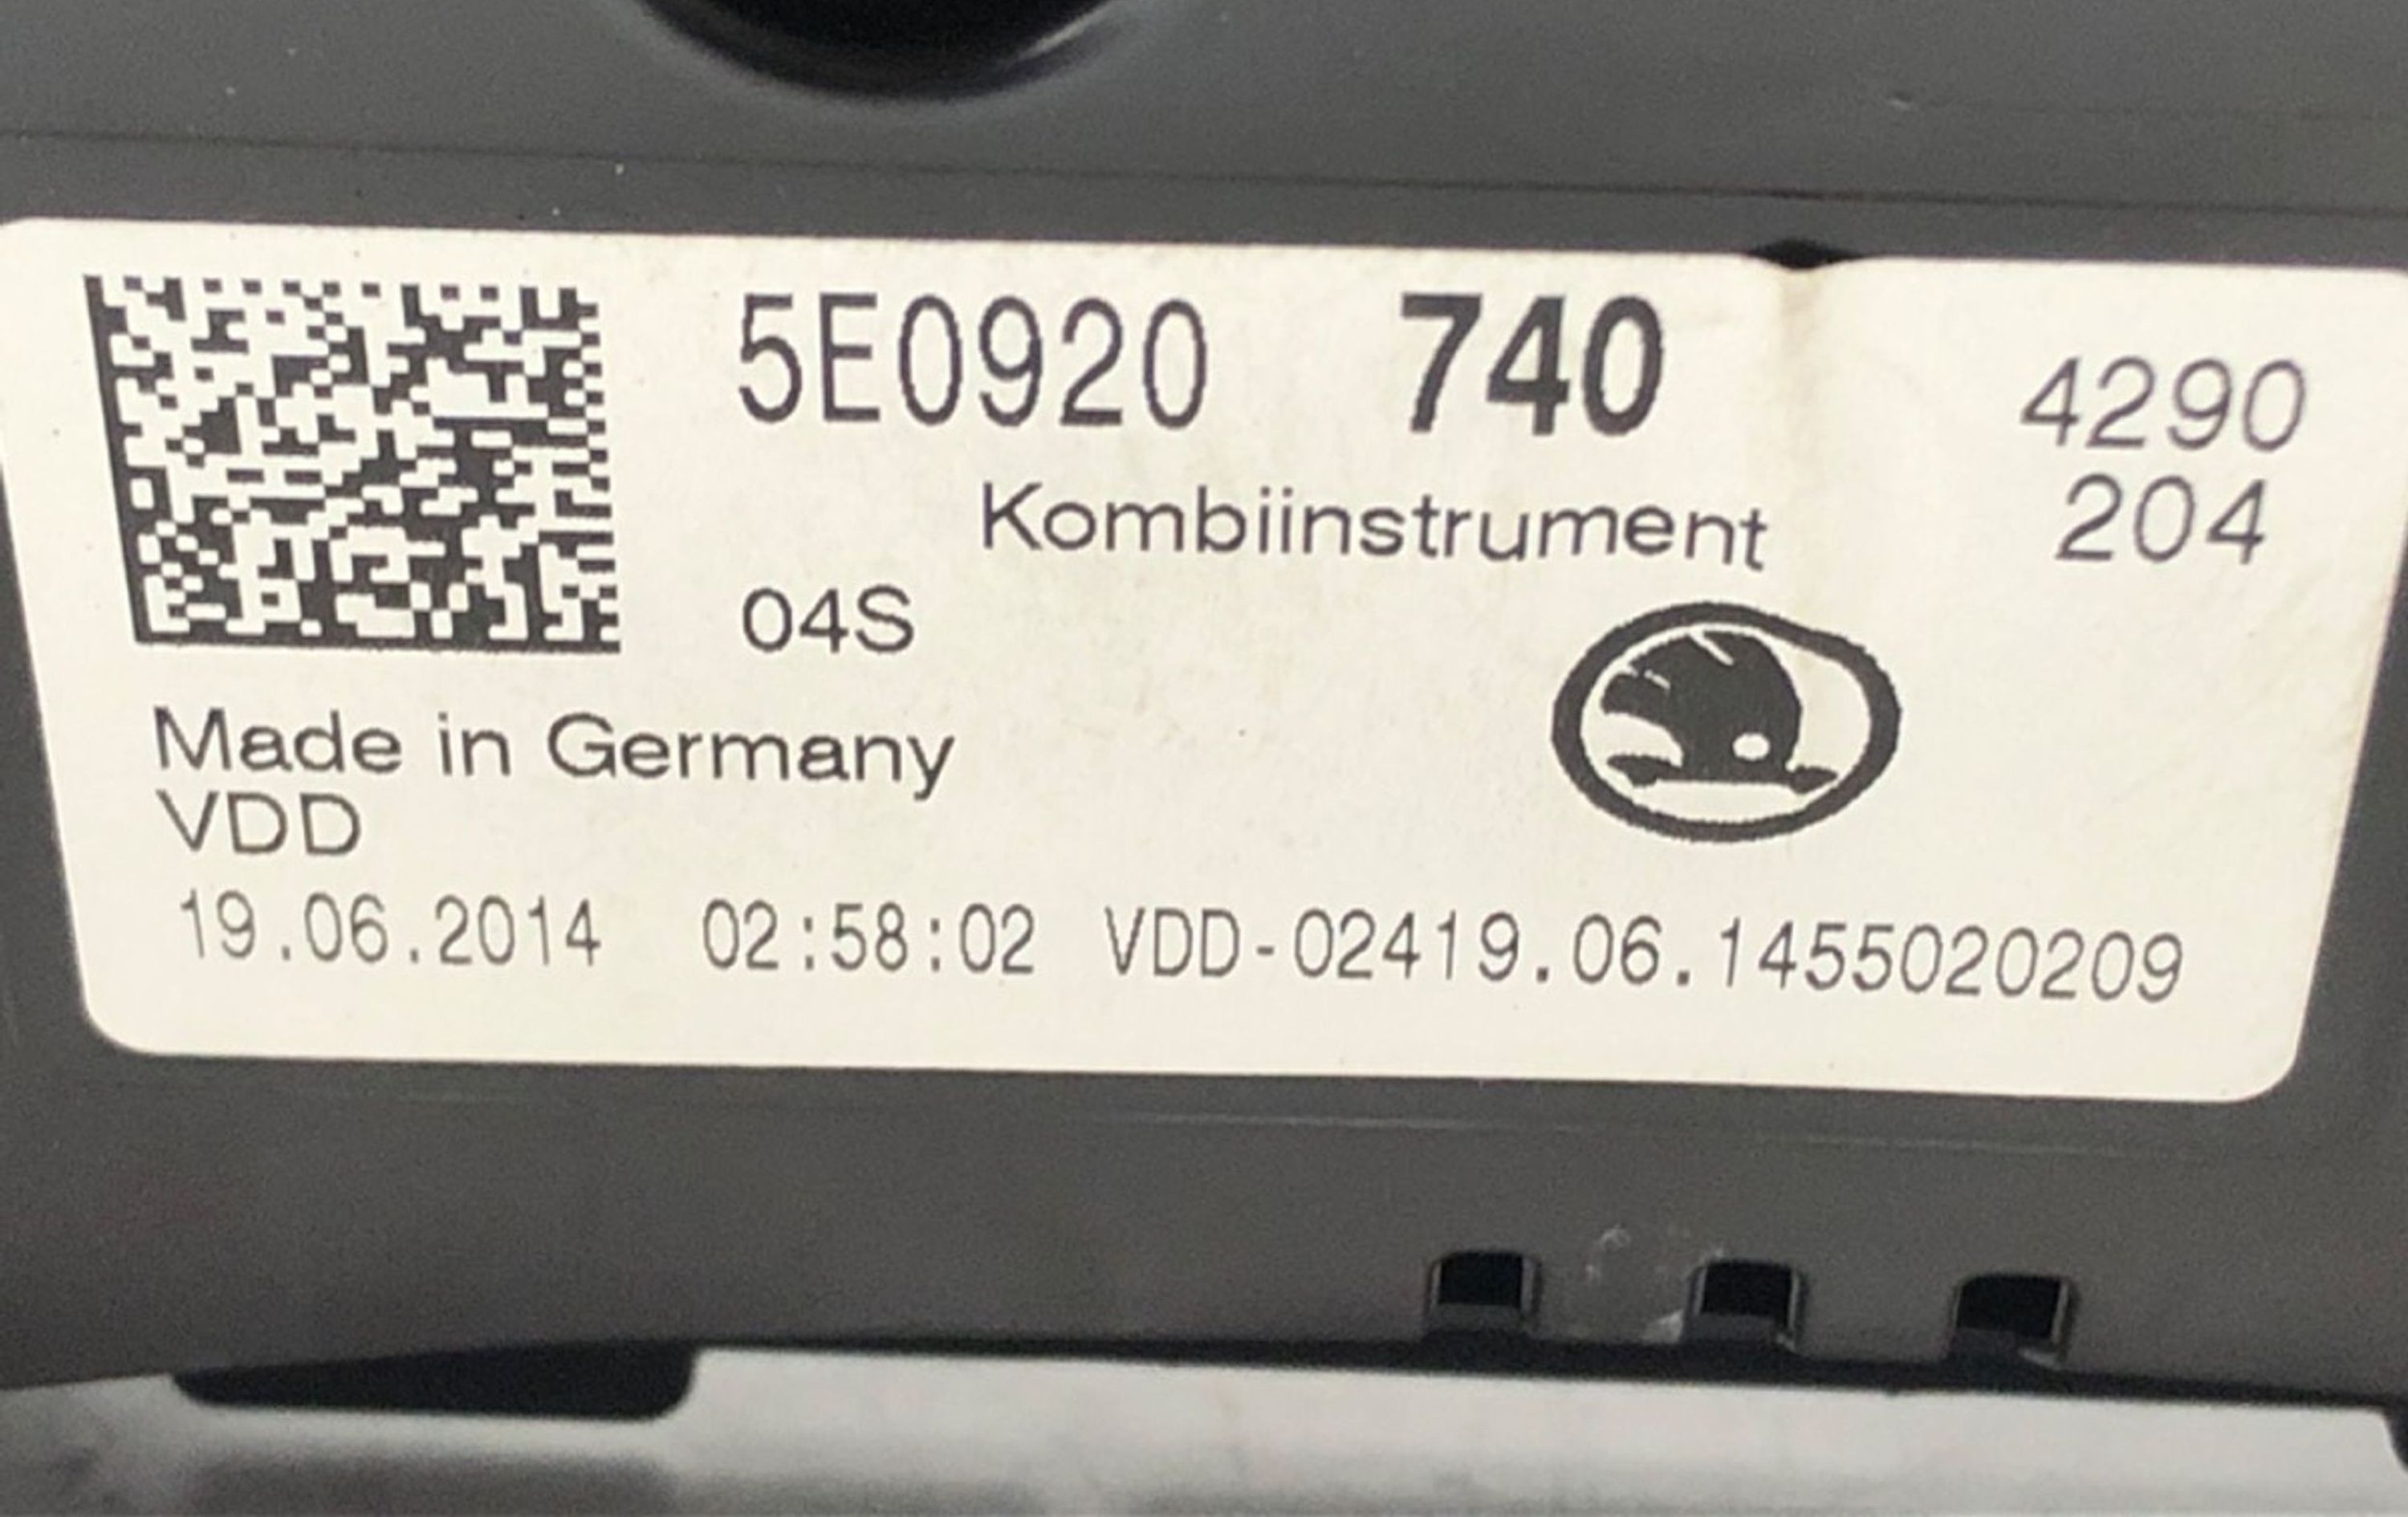 5E0920 740
4290
204
Kombiinstrument
04S
Made in Germany
VDD
19.06.2014 02:58:02 VDD-02419.06.1455020209